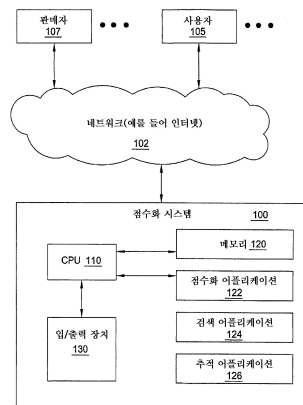 판매자
107
사용자
105
네트워크(예를 들어 인터넷)
102
점수화 시스템
100
CPU 110
메모리 120
점수화 어플리케이션
122
검색 어플리케이션
124
추적 어플리케이션
126
입/출력 장치
130